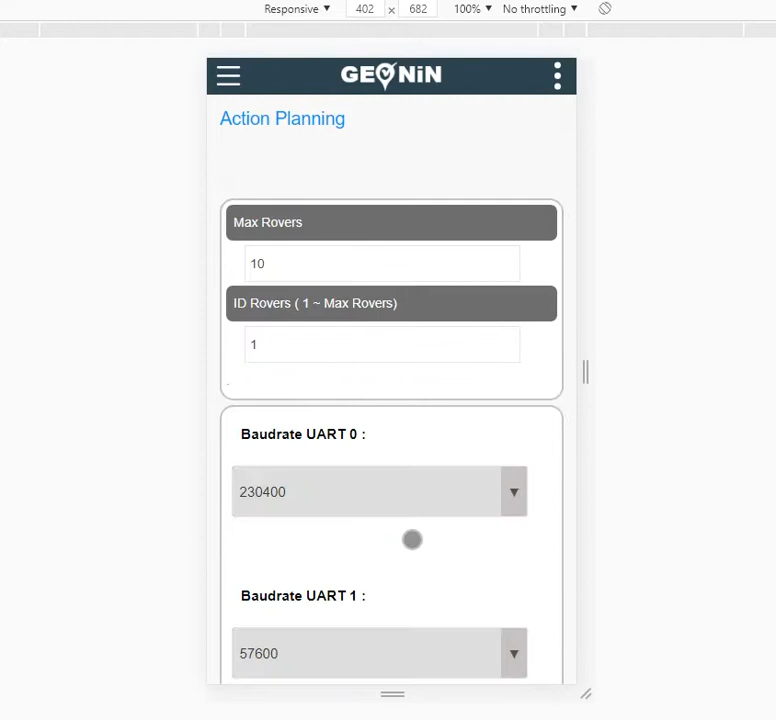 Responsive ▼ 402 x 682 100% ▼ No throttling ▼
GEONiN
Action Planning
Max Rovers
10
ID Rovers ( 1 ~ Max Rovers)
1
Baudrate UART 0 :
230400 ▼
Baudrate UART 1 :
57600 ▼